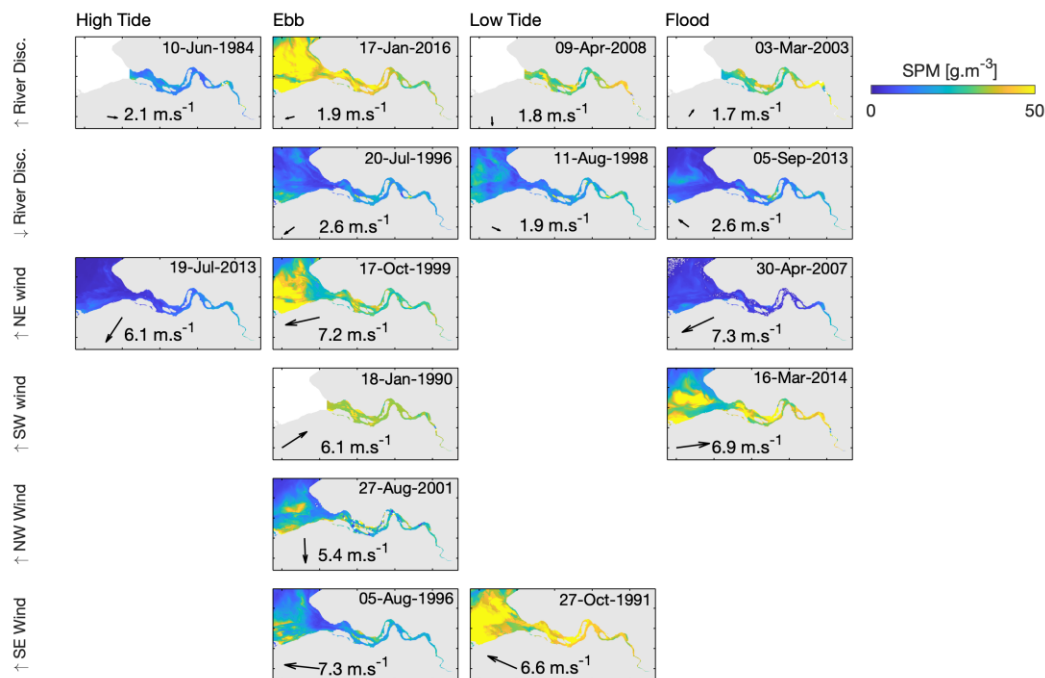 High Tide Ebb Low Tide Flood
↑ River Disc.
10-Jun-1984
2.1 m.s⁻¹
17-Jan-2016
1.9 m.s⁻¹
09-Apr-2008
1.8 m.s⁻¹
03-Mar-2003
1.7 m.s⁻¹
SPM [g.m⁻³]
0 50
↓ River Disc.
20-Jul-1996
2.6 m.s⁻¹
11-Aug-1998
1.9 m.s⁻¹
05-Sep-2013
2.6 m.s⁻¹
↑ NE wind
19-Jul-2013
6.1 m.s⁻¹
17-Oct-1999
7.2 m.s⁻¹
30-Apr-2007
7.3 m.s⁻¹
↑ SW wind
18-Jan-1990
6.1 m.s⁻¹
16-Mar-2014
6.9 m.s⁻¹
↑ NW Wind
27-Aug-2001
5.4 m.s⁻¹
↑ SE Wind
05-Aug-1996
7.3 m.s⁻¹
27-Oct-1991
6.6 m.s⁻¹